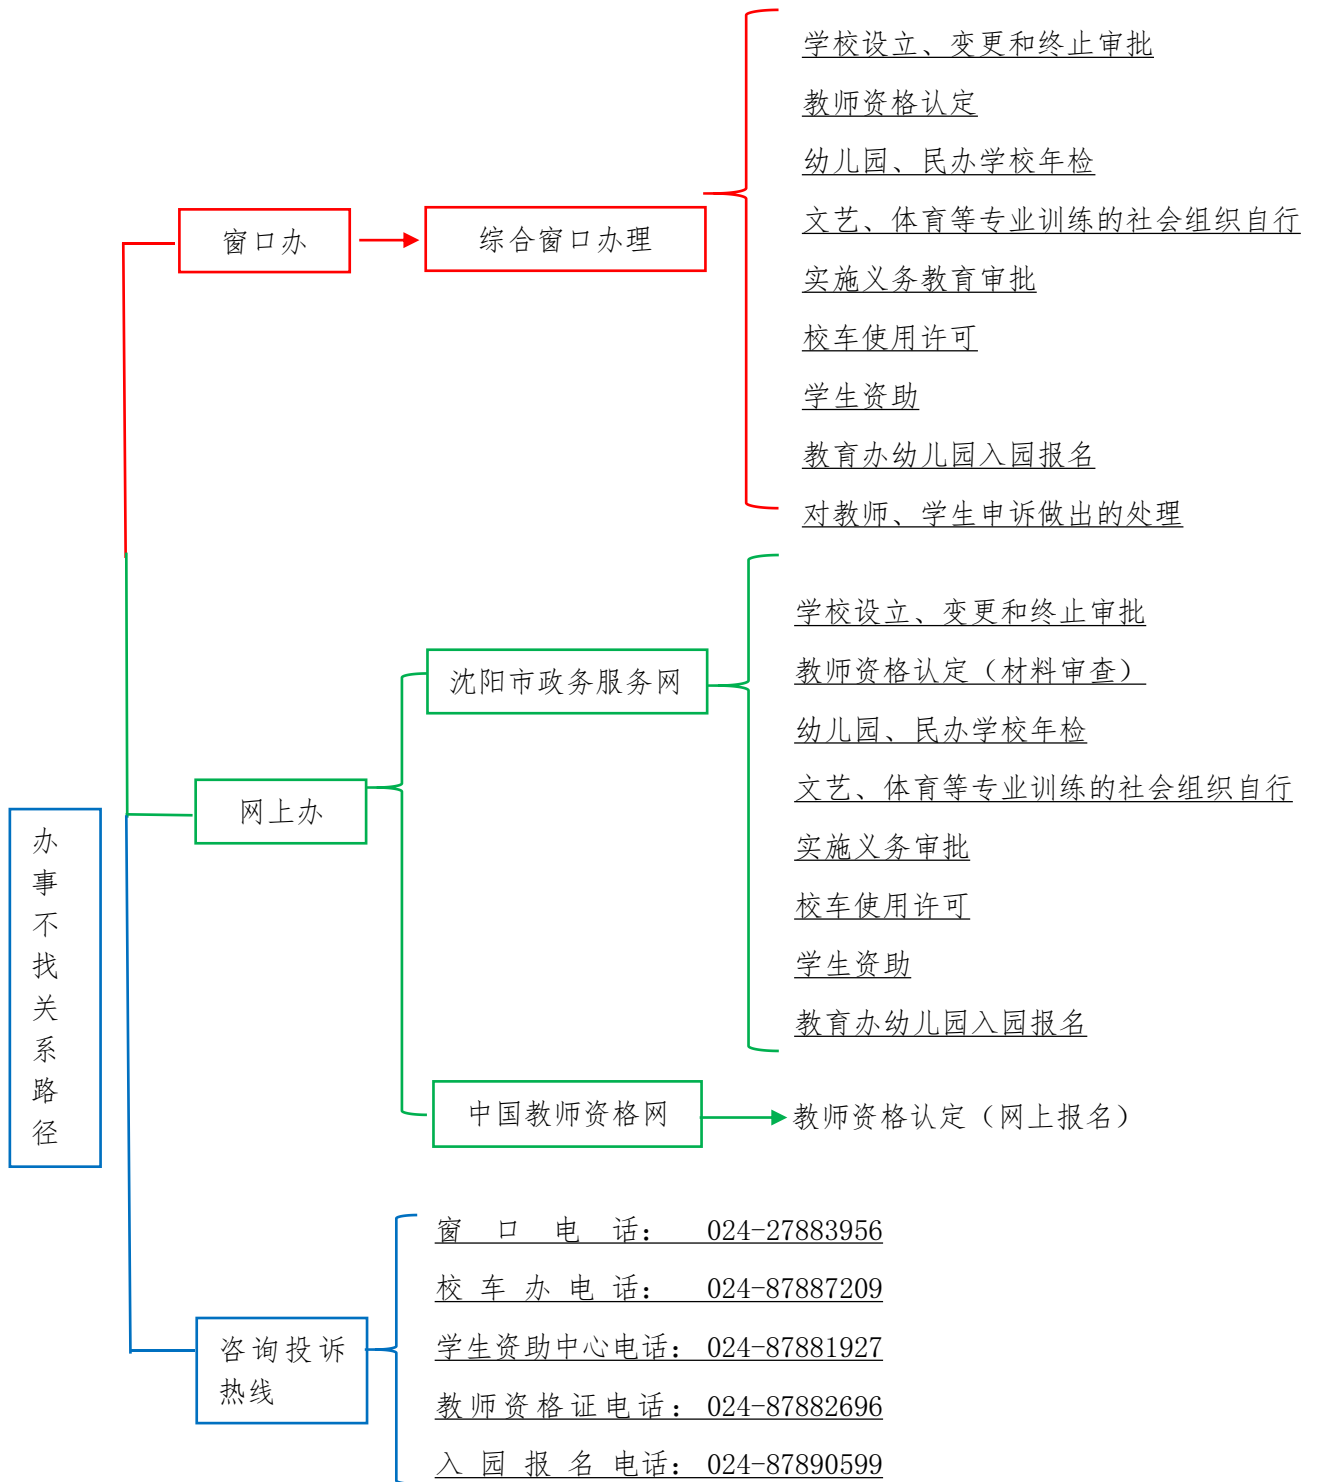 学校设立、变更和终止审批
教师资格认定
幼儿园、民办学校年检
文艺、体育等专业训练的社会组织自行
实施义务教育审批
校车使用许可
学生资助
教育办幼儿园入园报名
对教师、学生申诉做出的处理
窗口办
综合窗口办理
学校设立、变更和终止审批
教师资格认定（材料审查）
幼儿园、民办学校年检
文艺、体育等专业训练的社会组织自行
实施义务审批
校车使用许可
学生资助
教育办幼儿园入园报名
沈阳市政务服务网
网上办
办
事
不
找
关
系
路
径
中国教师资格网
教师资格认定（网上报名）
窗口电话： 024-27883956
校车办电话： 024-87887209
学生资助中心电话： 024-87881927
教师资格证电话： 024-87882696
入园报名电话： 024-87890599
咨询投诉
热线